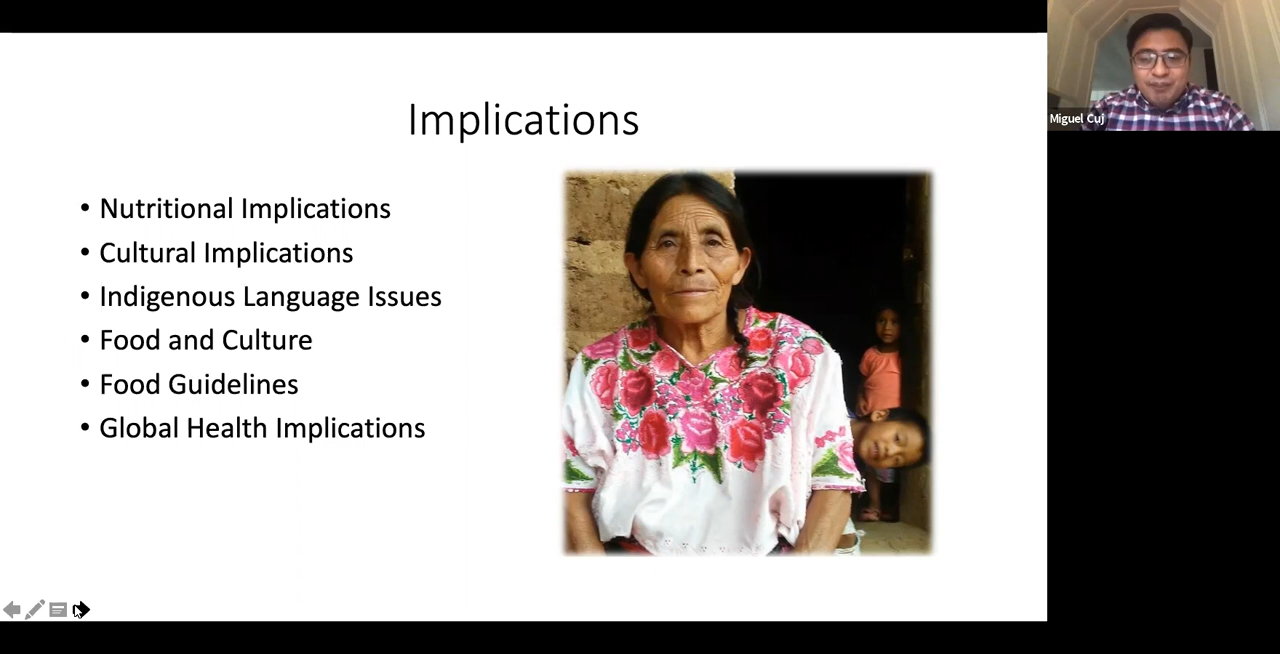 Implications
• Nutritional Implications
• Cultural Implications
• Indigenous Language Issues
• Food and Culture
• Food Guidelines
• Global Health Implications
Miguel Cuj